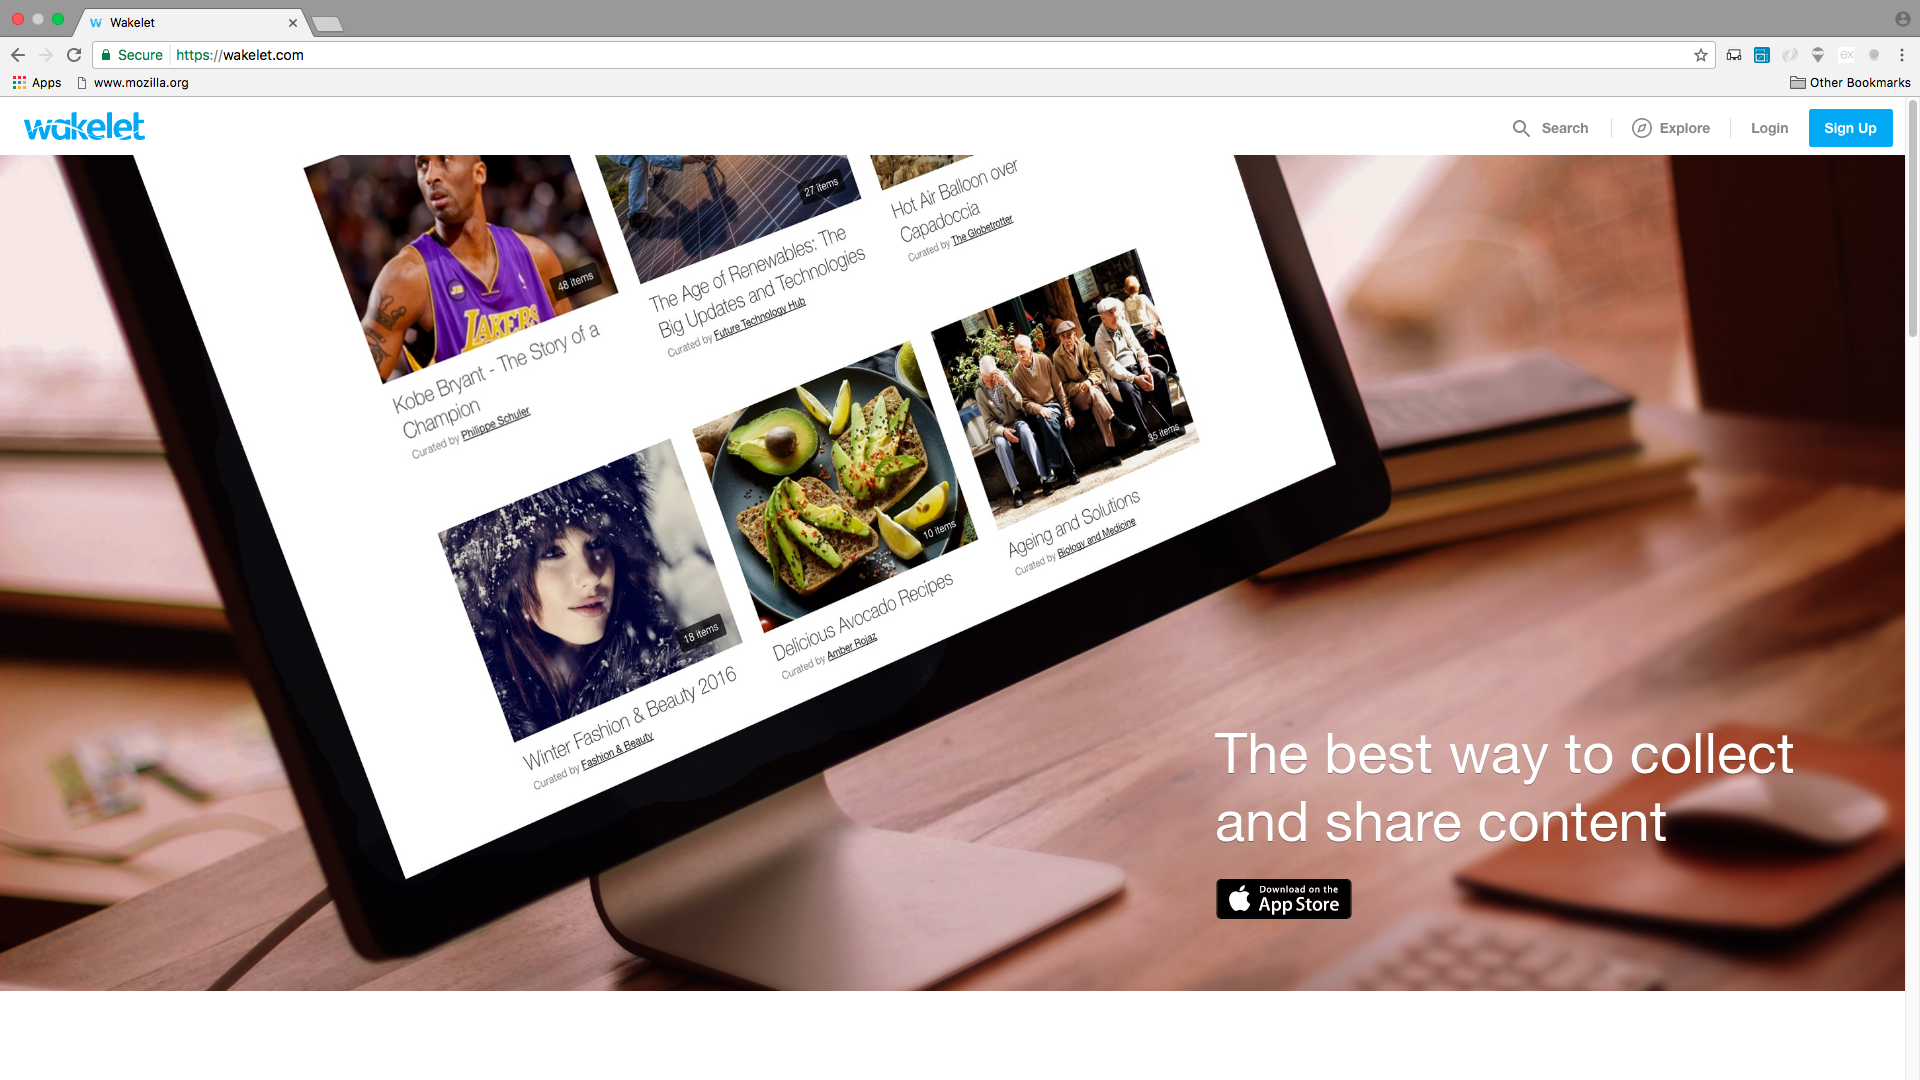 Wakelet
Secure
https://wakelet.com
Apps
www.mozilla.org
Other Bookmarks
wakelet
Search
Explore
Login
Sign Up
48 items
LAKERS
Kobe Bryant - The Story of a
Champion
Curated by Philippe Schuler
27 items
The Age of Renewables: The
Big Updates and Technologies
Curated by Future Technology Hub
Hot Air Balloon over
Capadoccia
Curated by The Globetrotter
18 items
Winter Fashion & Beauty 2016
Curated by Fashion & Beauty
10 items
Delicious Avocado Recipes
Curated by Amber Rojaz
35 items
Ageing and Solutions
Curated by Biology and Medicine
The best way to collect
and share content
Download on the
App Store